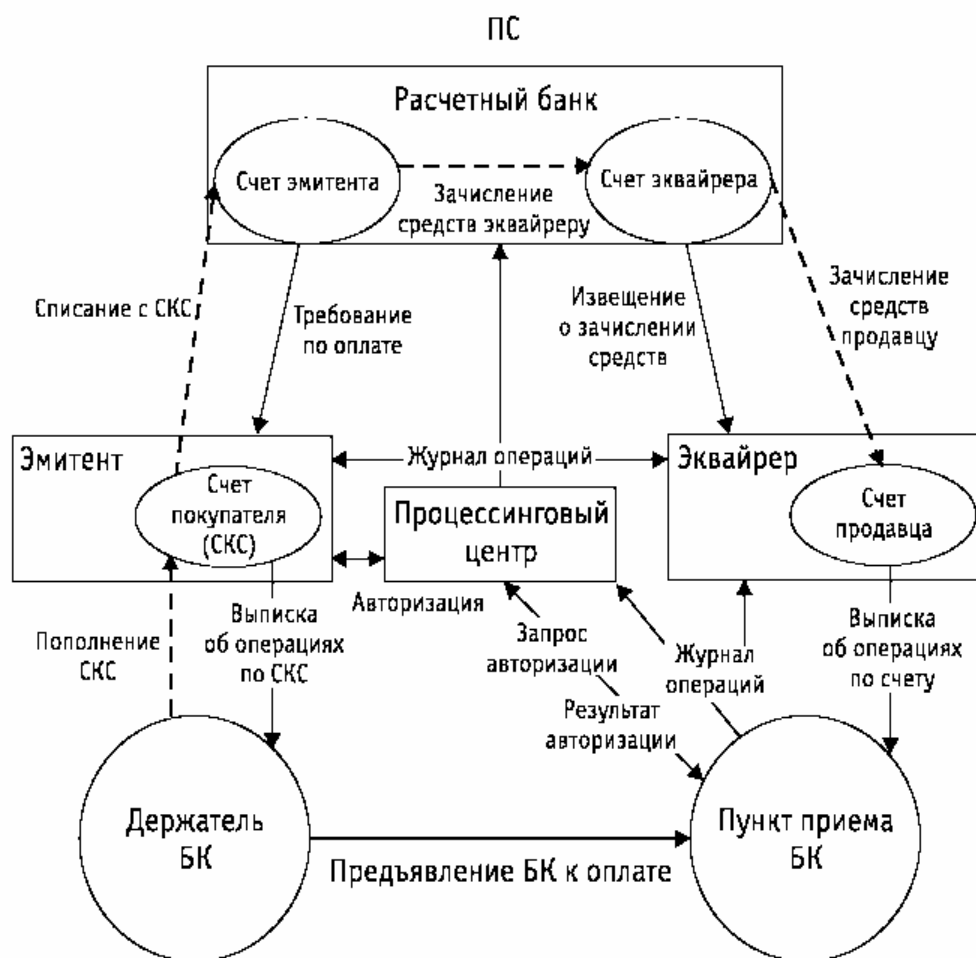 ПС
Расчетный банк
Счет эмитента
Счет эквайрера
Зачисление
средств эквайреру
Списание с СКС
Требование
по оплате
Извещение
о зачислении
средств
Зачисление
средств
продавцу
Эмитент
Журнал операций
Эквайрер
Счет
покупателя
(СКС)
Процессинговый
центр
Счет
продавца
Авторизация
Пополнение
СКС
Выписка
об операциях
по СКС
Запрос
авторизации
Результат
авторизации
Журнал
операций
Выписка
об операциях
по счету
Держатель
БК
Предъявление БК к оплате
Пункт приема
БК